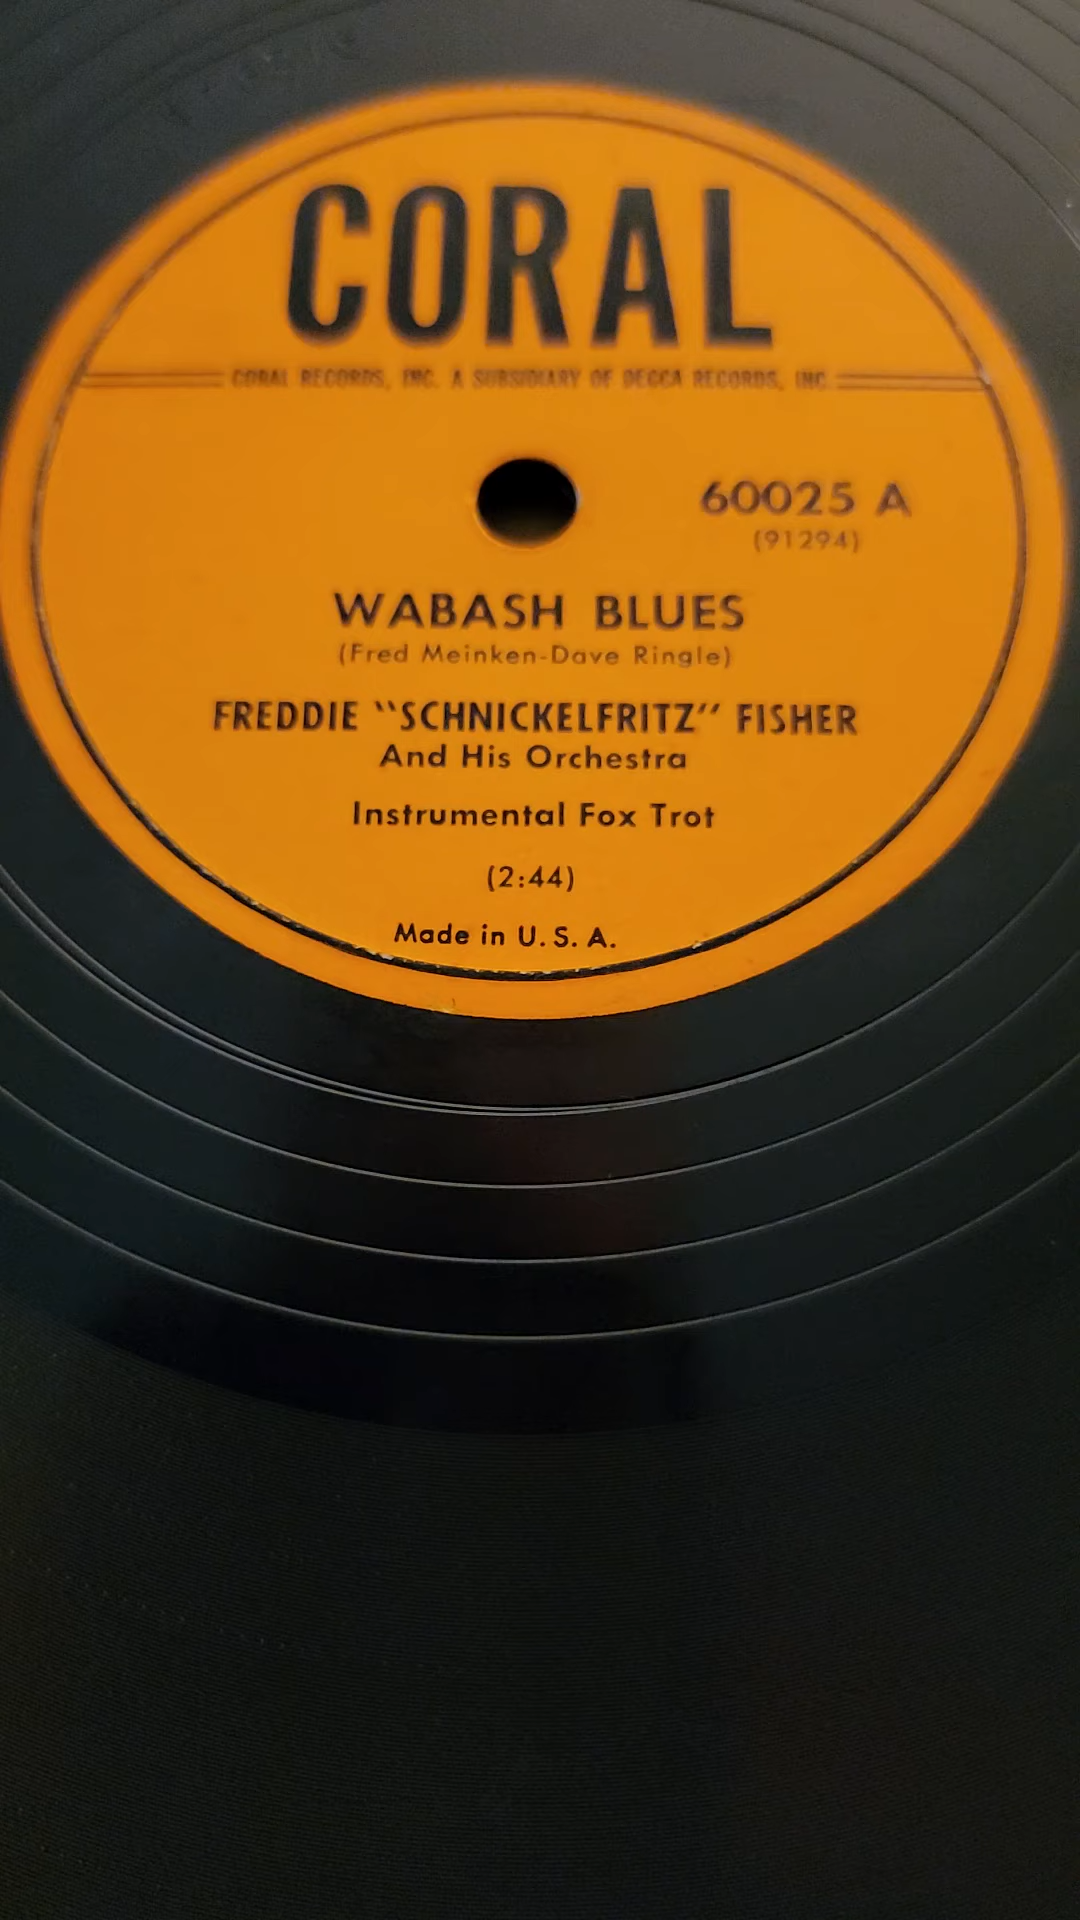 CORAL
CORAL RECORDS, INC. A SUBSIDIARY OF DECCA RECORDS, INC.
60025 A
(91294)
WABASH BLUES
(Fred Meinken-Dave Ringle)
FREDDIE "SCHNICKELFRITZ" FISHER
And His Orchestra
Instrumental Fox Trot
(2:44)
Made in U. S. A.